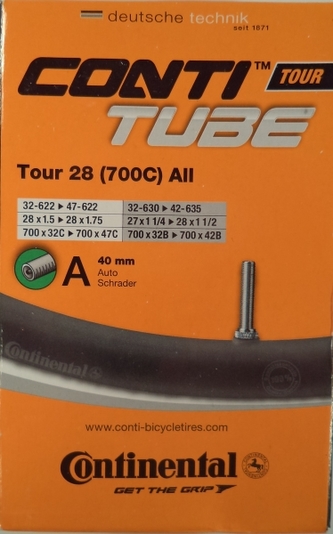 deutsche technik
seit 1871
CONTI™ TOUR
TUBE
Tour 28 (700C) All
32-622 ▶ 47-622 32-630 ▶ 42-635
28 x 1.5 ▶ 28 x 1.75 27 x 1 1/4 ▶ 28 x 1 1/2
700 x 32C ▶ 700 x 47C 700 x 32B ▶ 700 x 42B
A 40 mm
Auto
Schrader
Continental
www.conti-bicycletires.com
Continental
GET THE GRIP